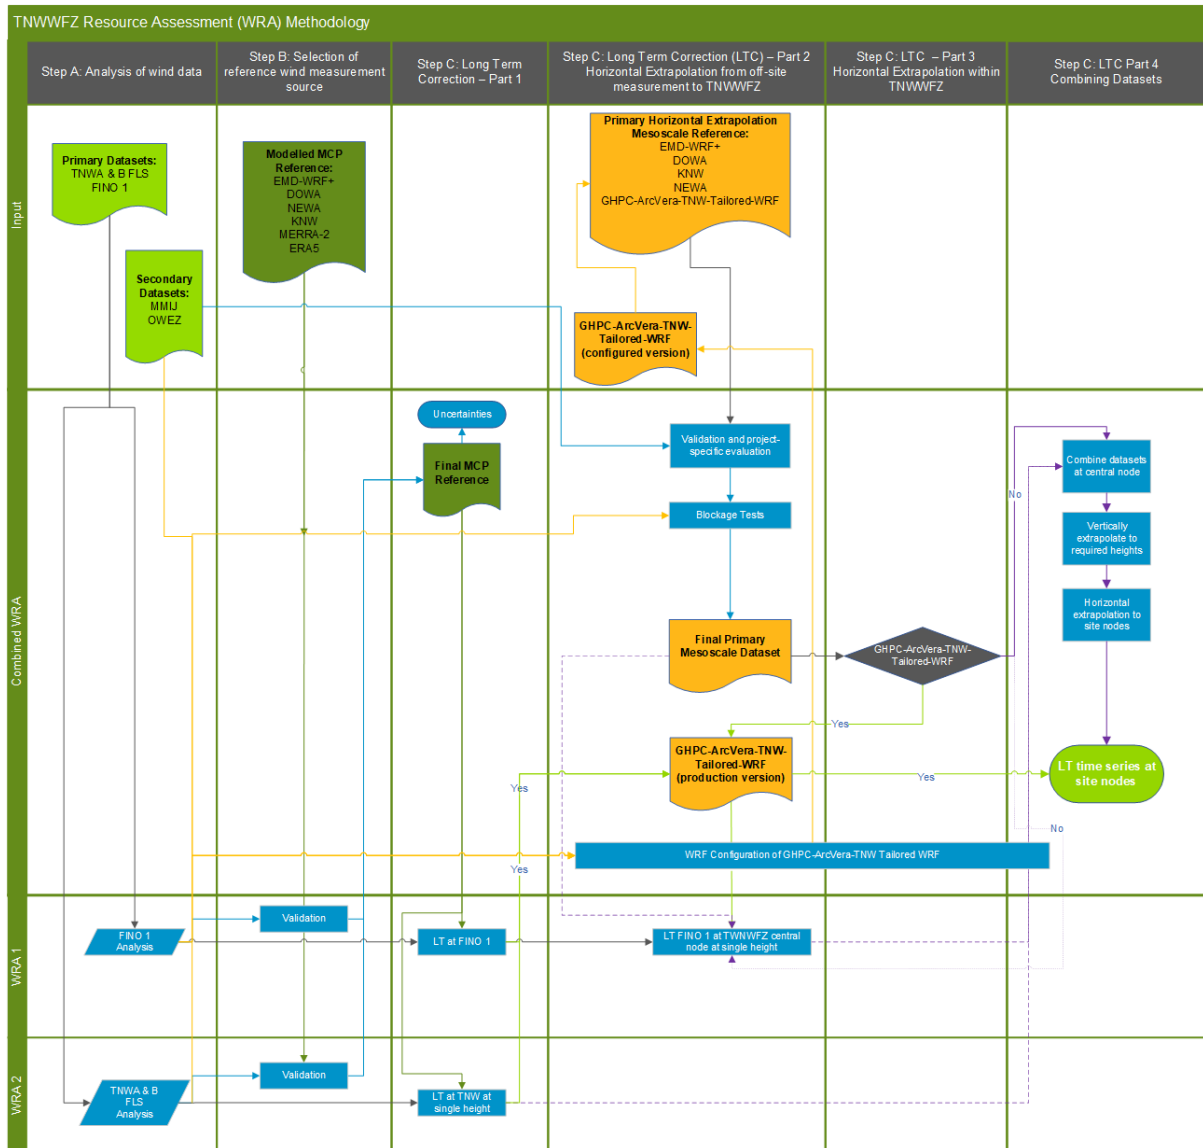 TNWWFZ Resource Assessment (WRA) Methodology
Step A: Analysis of wind data
Step B: Selection of
reference wind measurement
source
Step C: Long Term
Correction – Part 1
Step C: Long Term Correction (LTC) – Part 2
Horizontal Extrapolation from off-site
measurement to TNWWFZ
Step C: LTC – Part 3
Horizontal Extrapolation within
TNWWFZ
Step C: LTC Part 4
Combining Datasets
Input
Primary Datasets:
TNWA & B FLS
FINO 1
Secondary
Datasets:
MMIJ
OWEZ
Modelled MCP
Reference:
EMD-WRF+
DOWA
NEWA
KNW
MERRA-2
ERA5
Primary Horizontal Extrapolation
Mesoscale Reference:
EMD-WRF+
DOWA
KNW
NEWA
GHPC-ArcVera-TNW-Tailored-WRF
GHPC-ArcVera-TNW-
Tailored-WRF
(configured version)
Combined WRA
Uncertainties
Final MCP
Reference
Validation and project-
specific evaluation
Blockage Tests
Final Primary
Mesoscale Dataset
GHPC-ArcVera-TNW-
Tailored-WRF
No
Combine datasets
at central node
Vertically
extrapolate to
required heights
Horizontal
extrapolation to
site nodes
Yes
GHPC-ArcVera-TNW-
Tailored-WRF
(production version)
Yes
Yes
LT time series at
site nodes
No
WRF Configuration of GHPC-ArcVera-TNW Tailored WRF
Yes
WRA 1
FINO 1
Analysis
Validation
LT at FINO 1
LT FINO 1 at TWNWFZ central
node at single height
WRA 2
TNWA & B
FLS
Analysis
Validation
LT at TNW at
single height